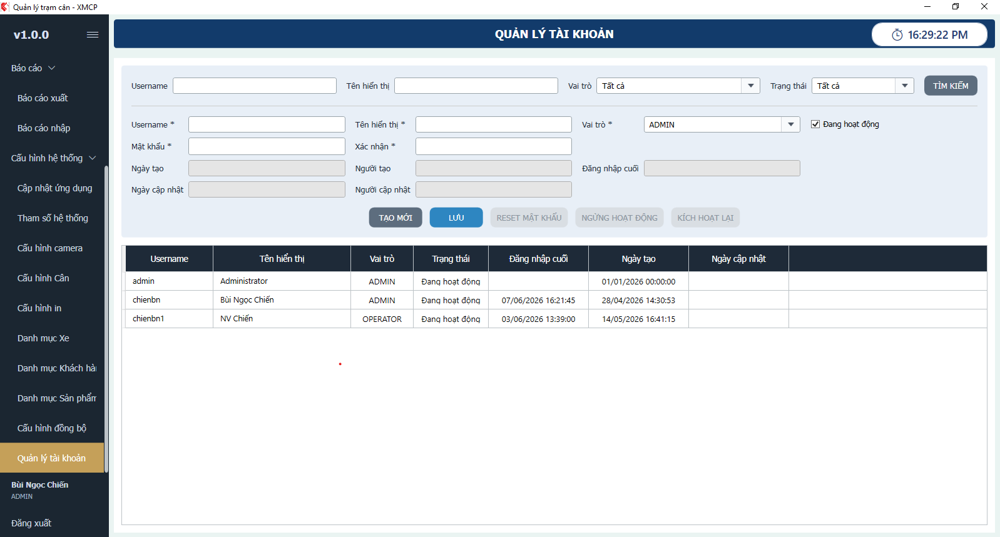 Quản lý trạm cân - XMCP
v1.0.0
Báo cáo
Báo cáo xuất
Báo cáo nhập
Cấu hình hệ thống
Cập nhật ứng dụng
Tham số hệ thống
Cấu hình camera
Cấu hình Cân
Cấu hình in
Danh mục Xe
Danh mục Khách hàn
Danh mục Sản phẩm
Cấu hình đồng bộ
Quản lý tài khoản
Bùi Ngọc Chiến
ADMIN
Đăng xuất
QUẢN LÝ TÀI KHOẢN
16:29:22 PM
Username Tên hiển thị Vai trò Tất cả Trạng thái Tất cả TÌM KIẾM
Username * Tên hiển thị * Vai trò * ADMIN Đang hoạt động
Mật khẩu * Xác nhận *
Ngày tạo Người tạo Đăng nhập cuối
Ngày cập nhật Người cập nhật
TẠO MỚI LƯU RESET MẬT KHẨU NGỪNG HOẠT ĐỘNG KÍCH HOẠT LẠI
Username Tên hiển thị Vai trò Trạng thái Đăng nhập cuối Ngày tạo Ngày cập nhật
admin Administrator ADMIN Đang hoạt động 01/01/2026 00:00:00
chienbn Bùi Ngọc Chiến ADMIN Đang hoạt động 07/06/2026 16:21:45 28/04/2026 14:30:53
chienbn1 NV Chiến OPERATOR Đang hoạt động 03/06/2026 13:39:00 14/05/2026 16:41:15